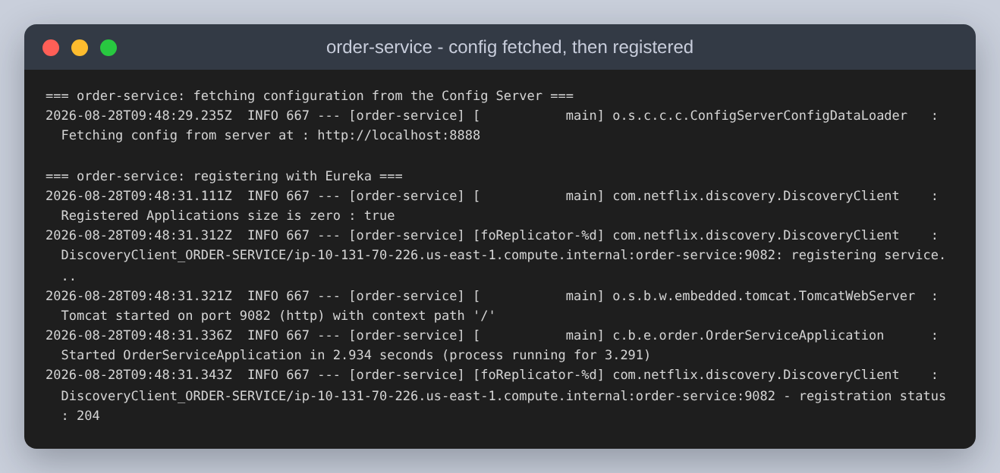 order-service - config fetched, then registered
=== order-service: fetching configuration from the Config Server ===
2026-08-28T09:48:29.235Z  INFO 667 --- [order-service] [           main] o.s.c.c.c.ConfigServerConfigDataLoader   :
  Fetching config from server at : http://localhost:8888

=== order-service: registering with Eureka ===
2026-08-28T09:48:31.111Z  INFO 667 --- [order-service] [           main] com.netflix.discovery.DiscoveryClient    :
  Registered Applications size is zero : true
2026-08-28T09:48:31.312Z  INFO 667 --- [order-service] [foReplicator-%d] com.netflix.discovery.DiscoveryClient    :
  DiscoveryClient_ORDER-SERVICE/ip-10-131-70-226.us-east-1.compute.internal:order-service:9082: registering service.
  ..
2026-08-28T09:48:31.321Z  INFO 667 --- [order-service] [           main] o.s.b.w.embedded.tomcat.TomcatWebServer  :
  Tomcat started on port 9082 (http) with context path '/'
2026-08-28T09:48:31.336Z  INFO 667 --- [order-service] [           main] c.b.e.order.OrderServiceApplication      :
  Started OrderServiceApplication in 2.934 seconds (process running for 3.291)
2026-08-28T09:48:31.343Z  INFO 667 --- [order-service] [foReplicator-%d] com.netflix.discovery.DiscoveryClient    :
  DiscoveryClient_ORDER-SERVICE/ip-10-131-70-226.us-east-1.compute.internal:order-service:9082 - registration status
  : 204